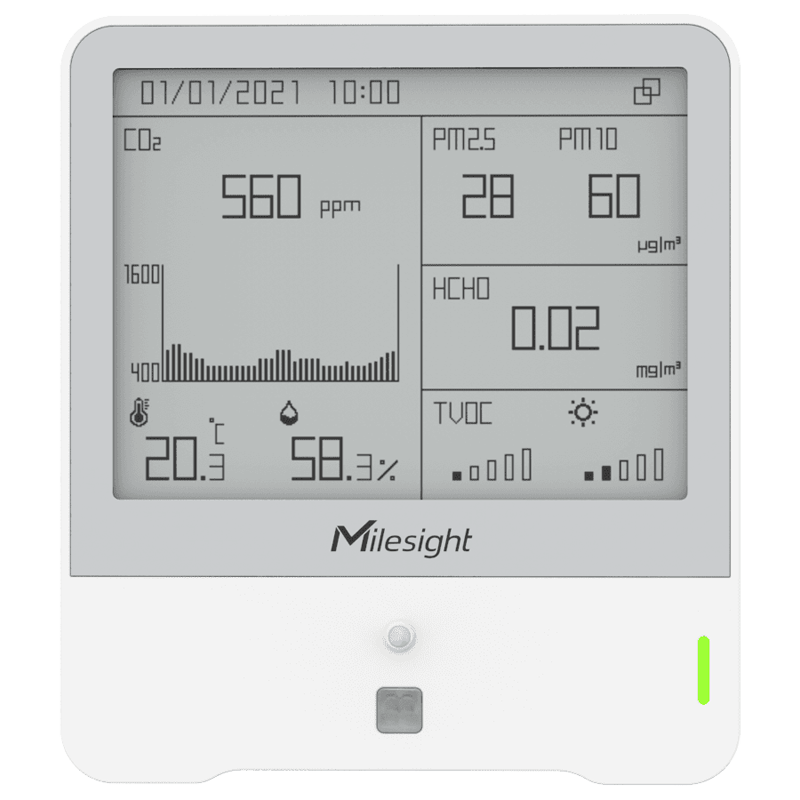 01/01/2021 10:00
CO₂
560 ppm
1600
400
20.3 °C
58.3%
PM2.5 PM10
28 60
µg/m³
HCHO
0.02
mg/m³
TVOC
Milesight